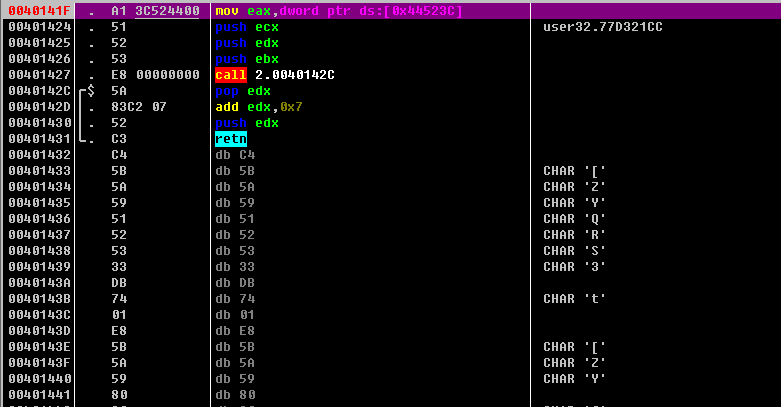 0040141F . A1 3C524400 mov eax,dword ptr ds:[0x44523C]
00401424 . 51 push ecx user32.77D321CC
00401425 . 52 push edx
00401426 . 53 push ebx
00401427 . E8 00000000 call 2.0040142C
0040142C $ 5A pop edx
0040142D . 83C2 07 add edx,0x7
00401430 . 52 push edx
00401431 . C3 retn
00401432 C4 db C4
00401433 5B db 5B CHAR '['
00401434 5A db 5A CHAR 'Z'
00401435 59 db 59 CHAR 'Y'
00401436 51 db 51 CHAR 'Q'
00401437 52 db 52 CHAR 'R'
00401438 53 db 53 CHAR 'S'
00401439 33 db 33 CHAR '3'
0040143A DB db DB
0040143B 74 db 74 CHAR 't'
0040143C 01 db 01
0040143D E8 db E8
0040143E 5B db 5B CHAR '['
0040143F 5A db 5A CHAR 'Z'
00401440 59 db 59 CHAR 'Y'
00401441 80 db 80